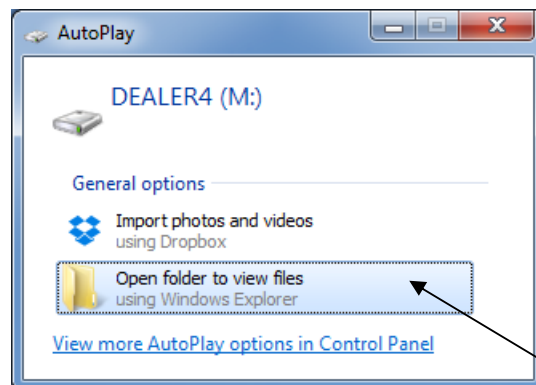 AutoPlay
DEALER4 (M:)
General options
Import photos and videos
using Dropbox
Open folder to view files
using Windows Explorer
View more AutoPlay options in Control Panel